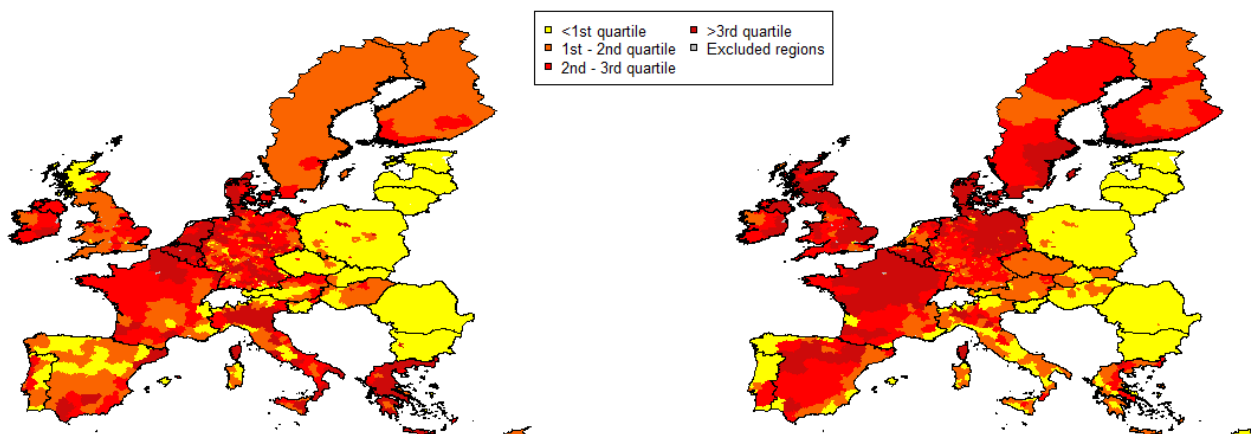 <1st quartile
1st - 2nd quartile
2nd - 3rd quartile
>3rd quartile
Excluded regions